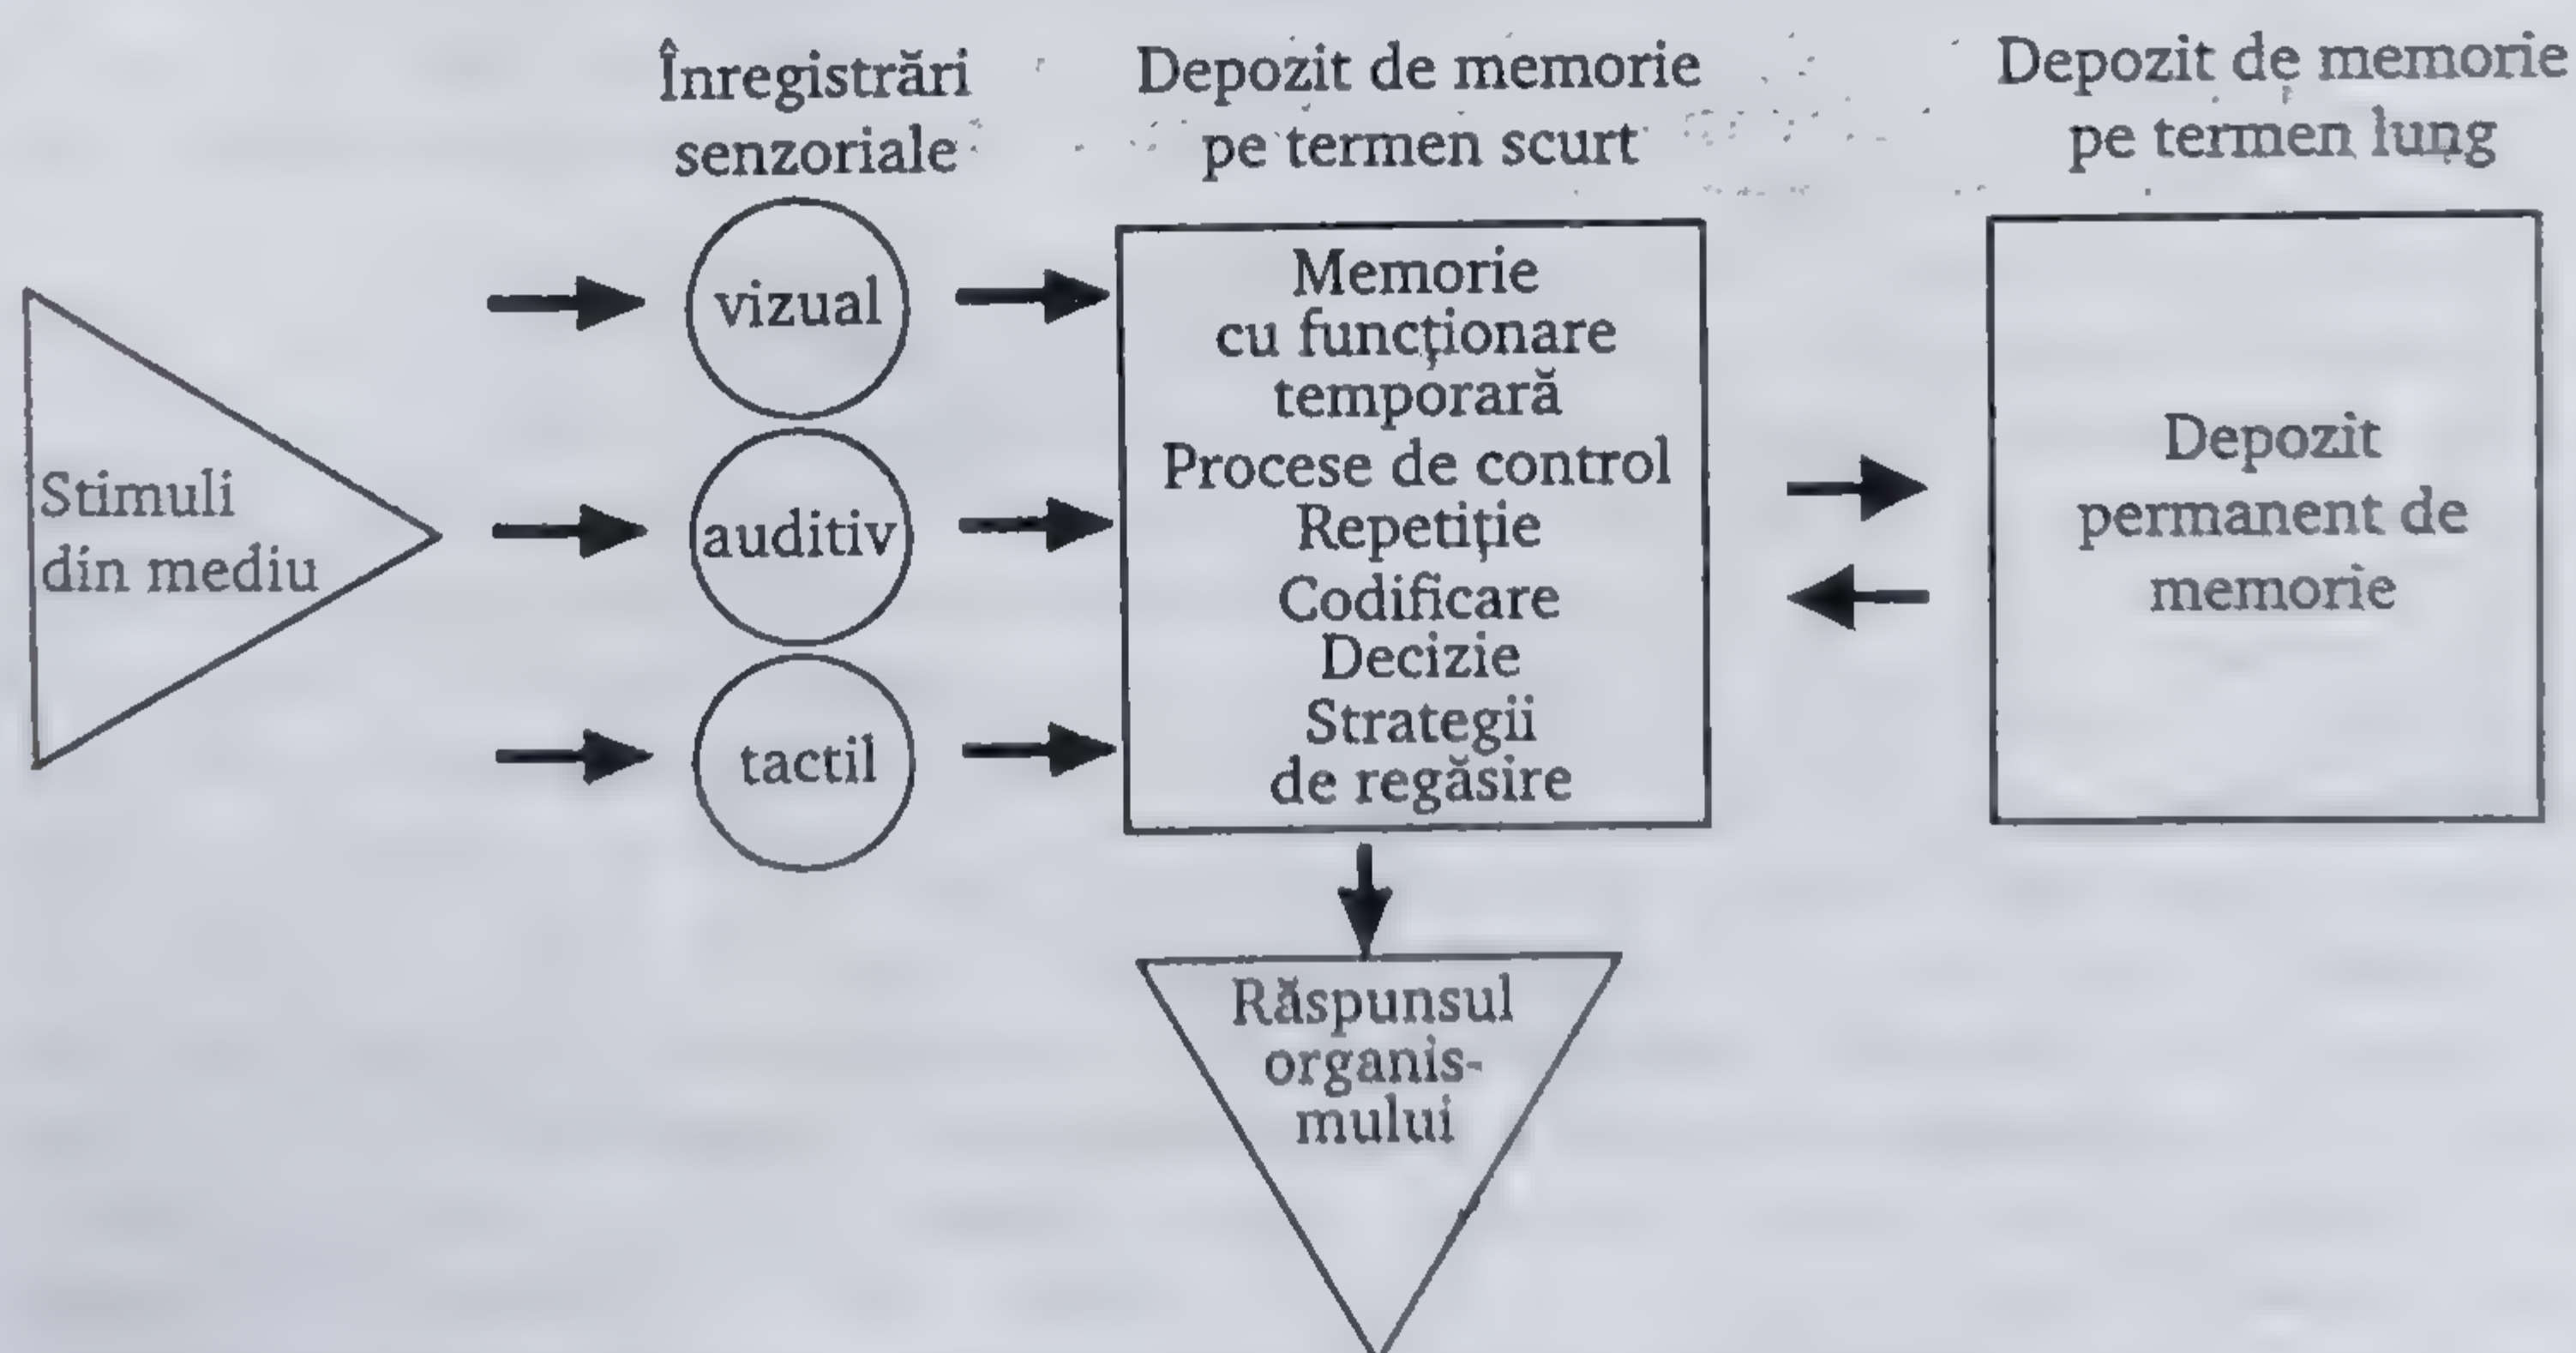 Înregistrări
senzoriale
Depozit de memorie
pe termen scurt
Depozit de memorie
pe termen lung
Stimuli
din mediu
vizual
auditiv
tactil
Memorie
cu funcţionare
temporară
Procese de control
Repetiţie
Codificare
Decizie
Strategii
de regăsire
Depozit
permanent de
memorie
Răspunsul
organis-
mului